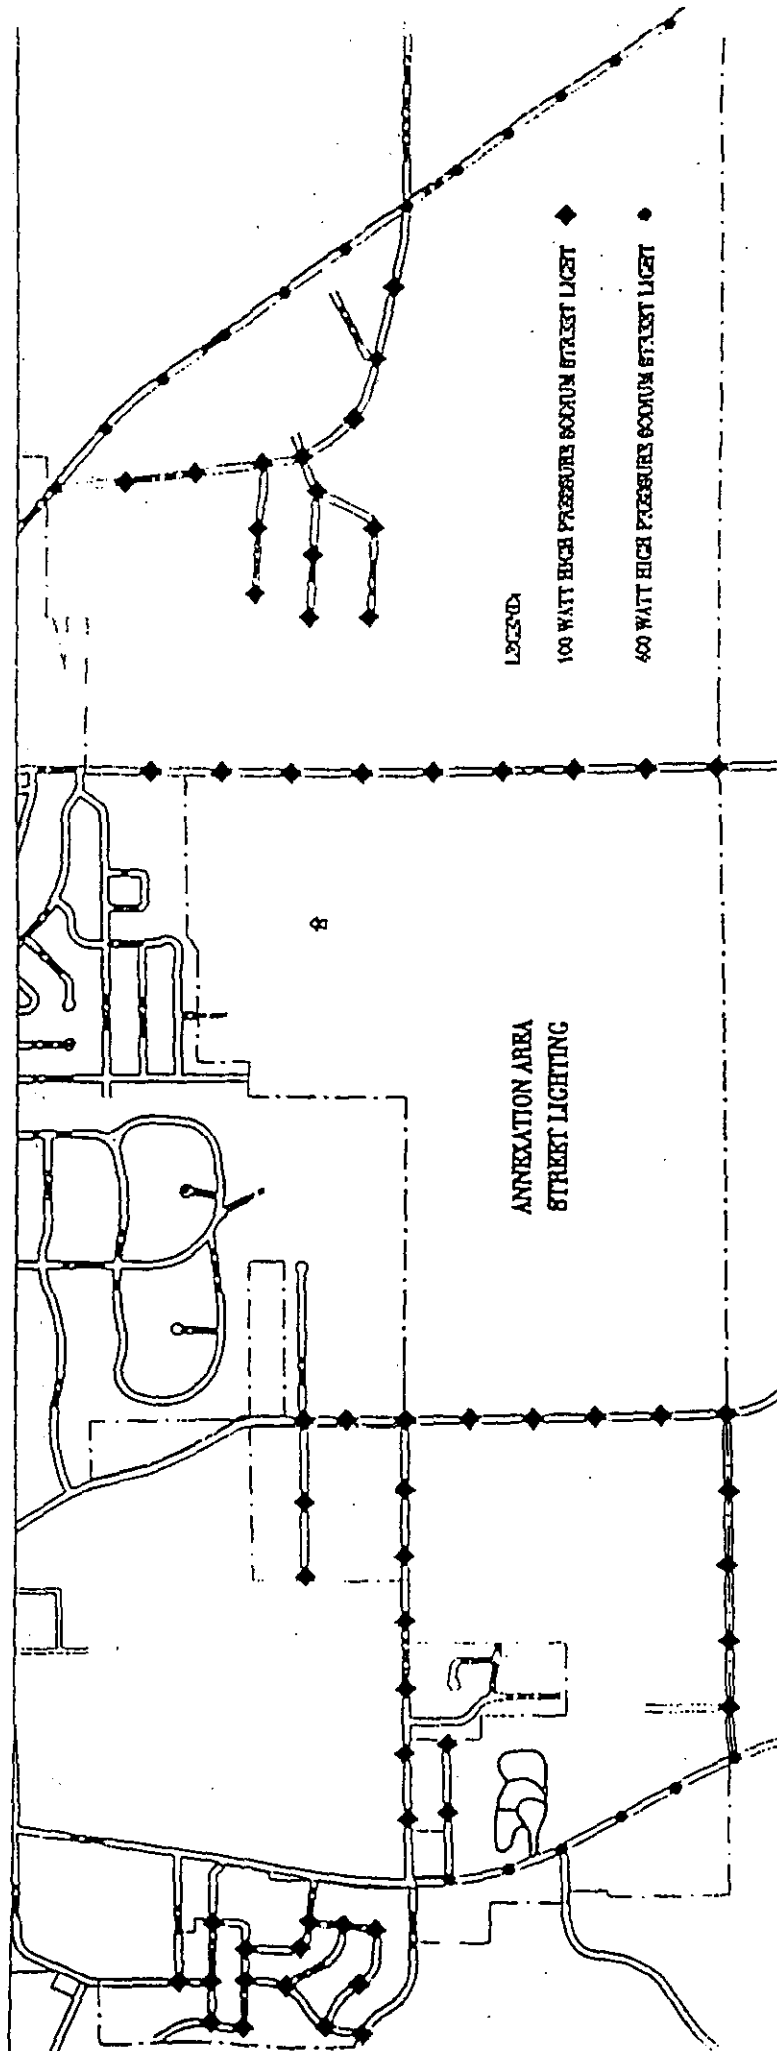 LEGEND:
100 WATT HIGH PRESSURE SODIUM STREET LIGHT
400 WATT HIGH PRESSURE SODIUM STREET LIGHT
ANNEXATION AREA
STREET LIGHTING